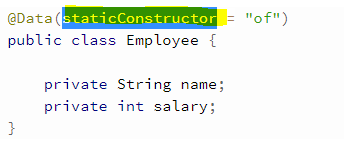 @Data(staticConstructor = "of")
public class Employee {
private String name;
private int salary;
}